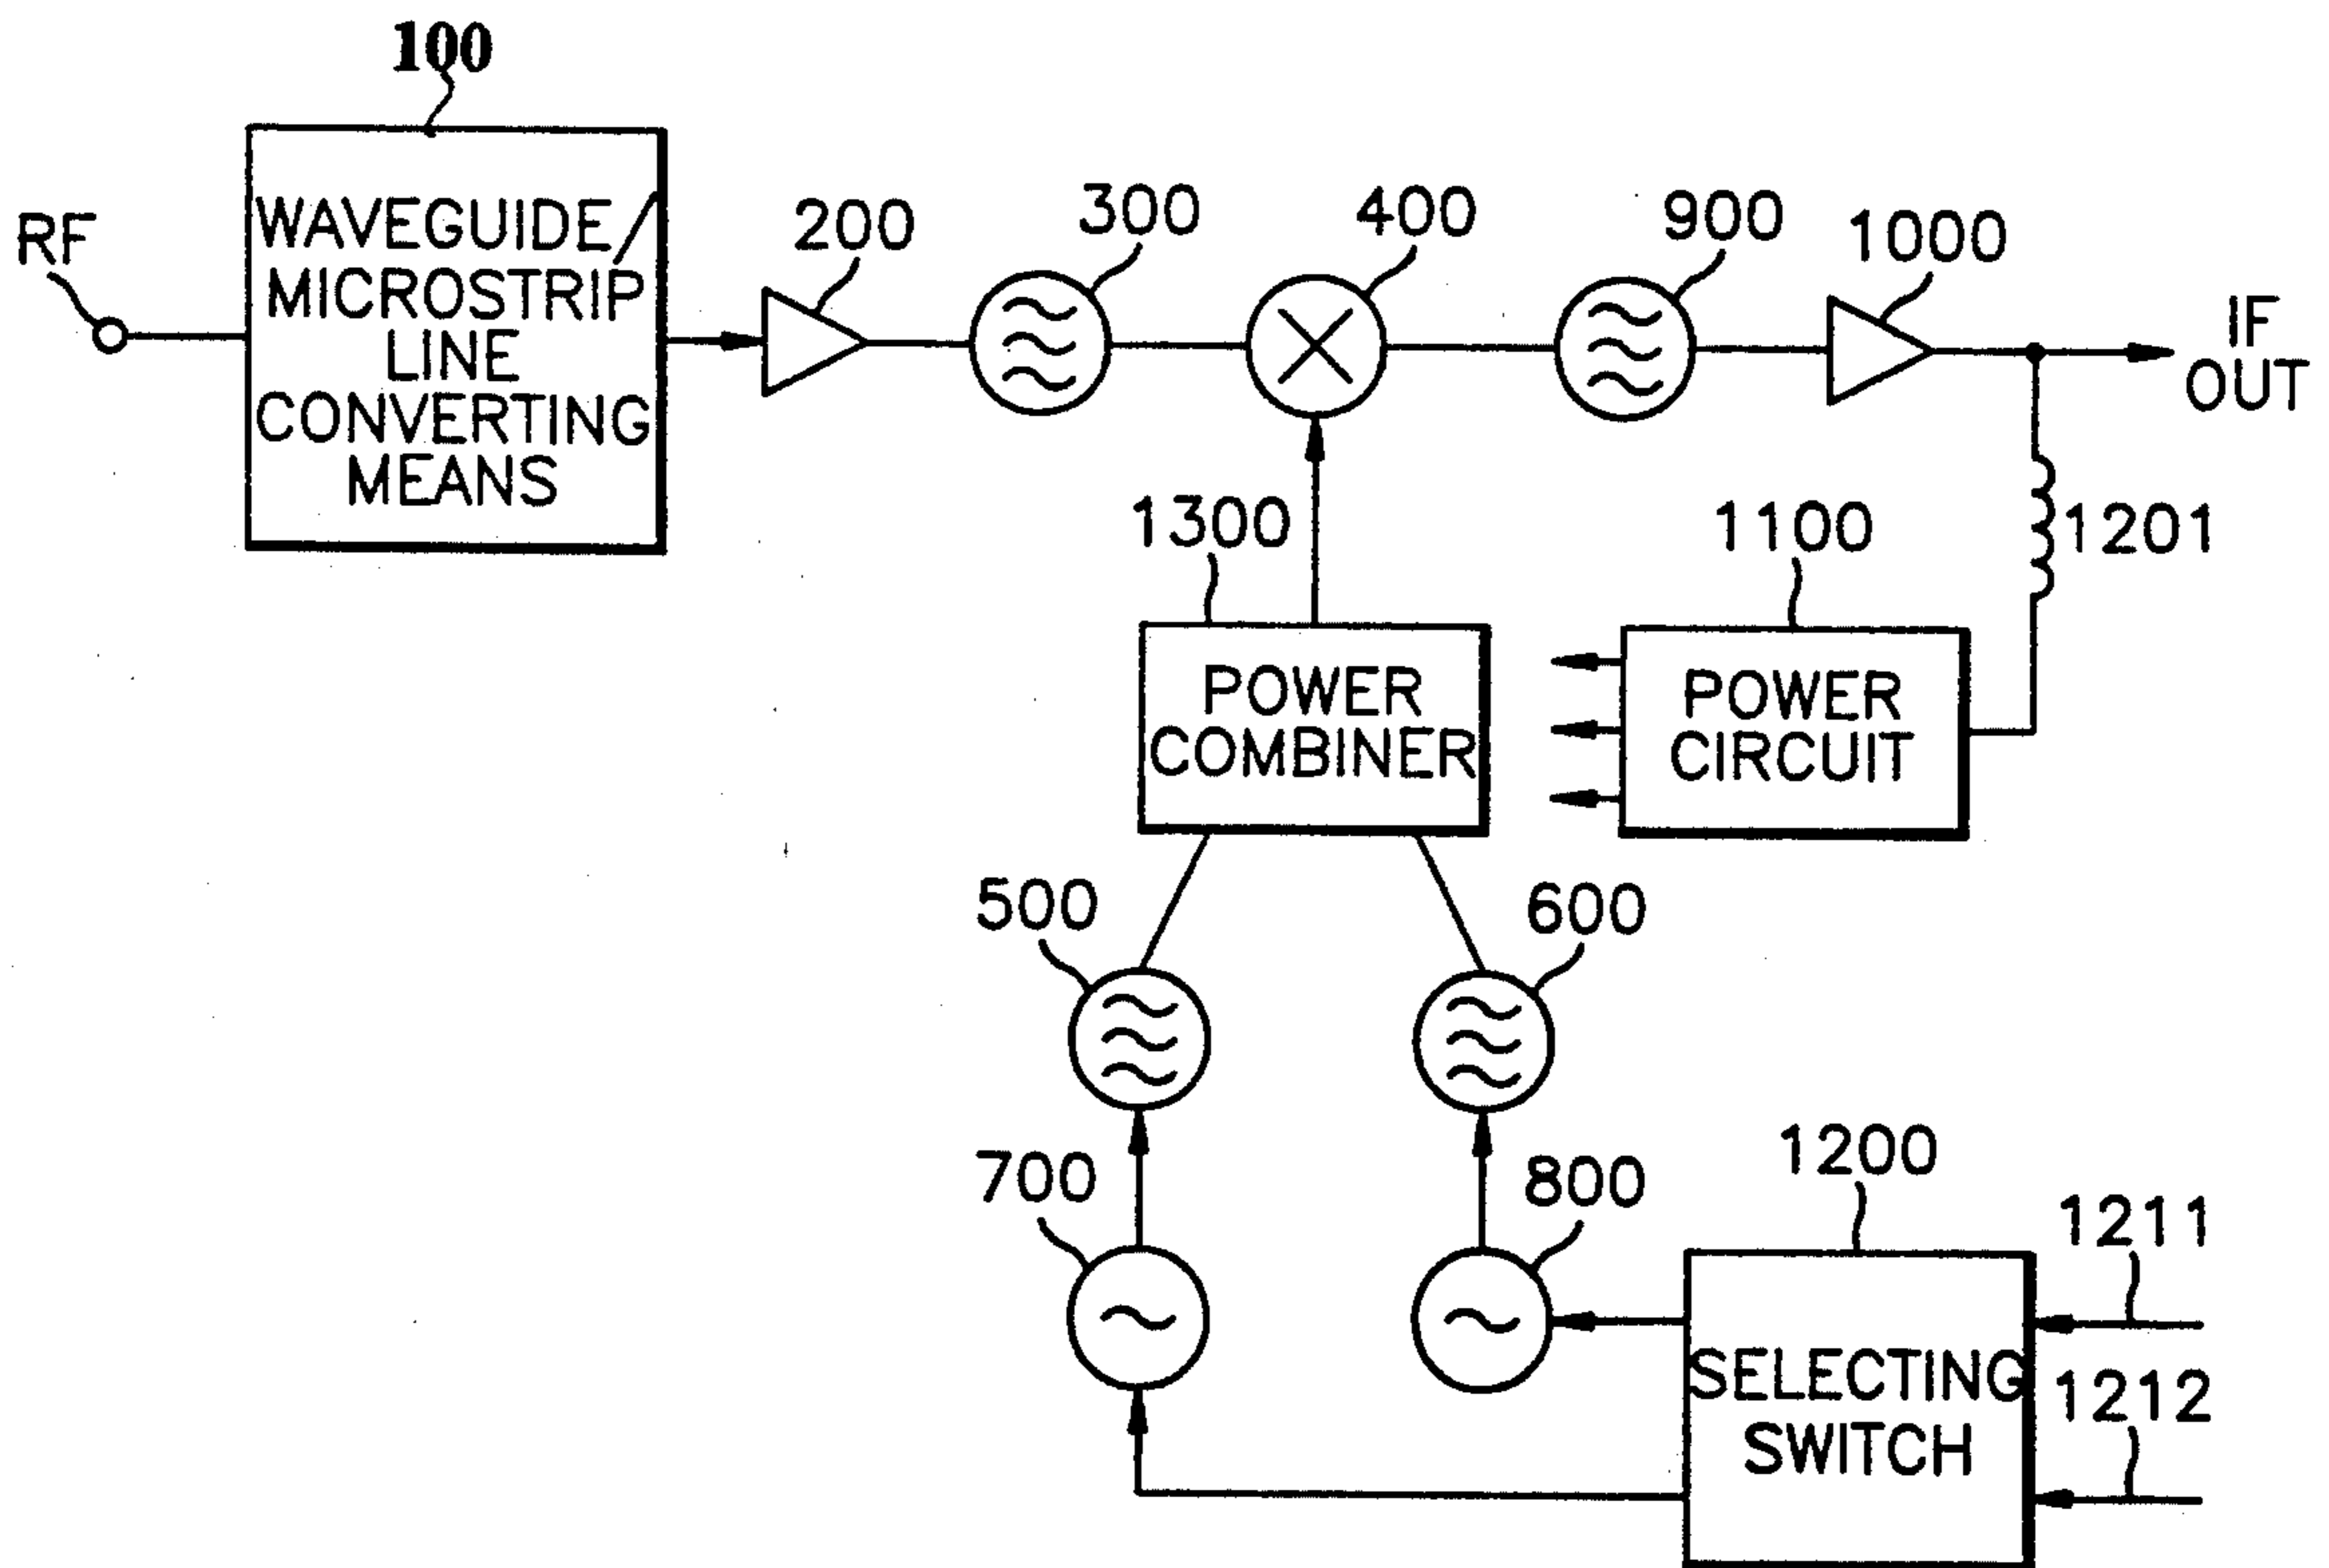 100
RF
WAVEGUIDE/
MICROSTRIP
LINE
CONVERTING
MEANS
200
300
400
900
1000
IF
OUT
1300
1100
1201
POWER
COMBINER
POWER
CIRCUIT
500
600
700
800
1200
1211
SELECTING
SWITCH
1212